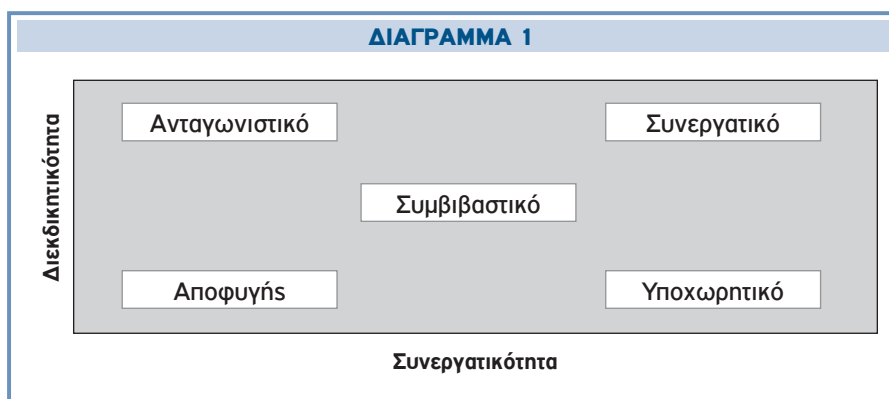 ΔΙΑΓΡΑΜΜΑ 1
Διεκδικητικότητα
Ανταγωνιστικό
Συνεργατικό
Συμβιβαστικό
Αποφυγής
Υποχωρητικό
Συνεργατικότητα